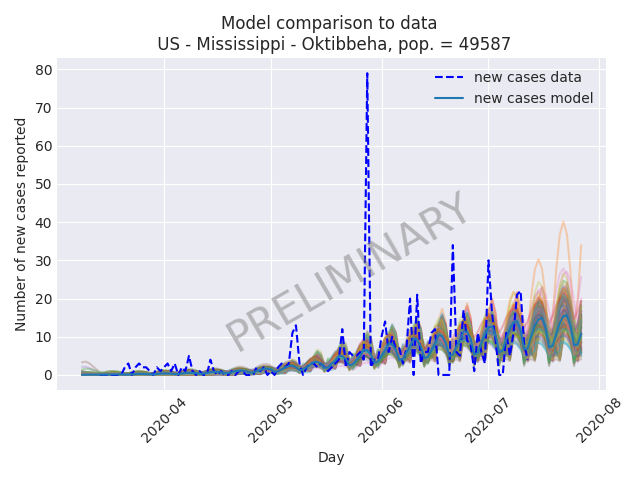 Model comparison to data
US - Mississippi - Oktibbeha, pop. = 49587
new cases data
new cases model
PRELIMINARY
Number of new cases reported
80
70
60
50
40
30
20
10
0
2020-04
2020-05
2020-06
2020-07
2020-08
Day